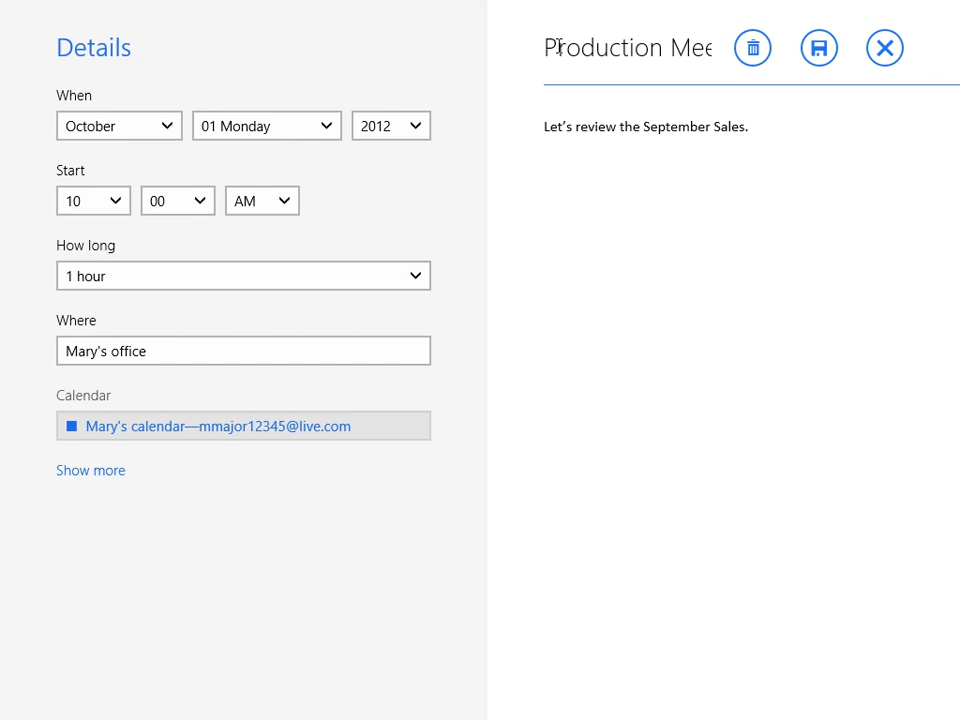 Details
When
October 01 Monday 2012
Start
10 00 AM
How long
1 hour
Where
Mary's office
Calendar
Mary's calendar—mmajor12345@live.com
Show more
Production Mee
Let's review the September Sales.